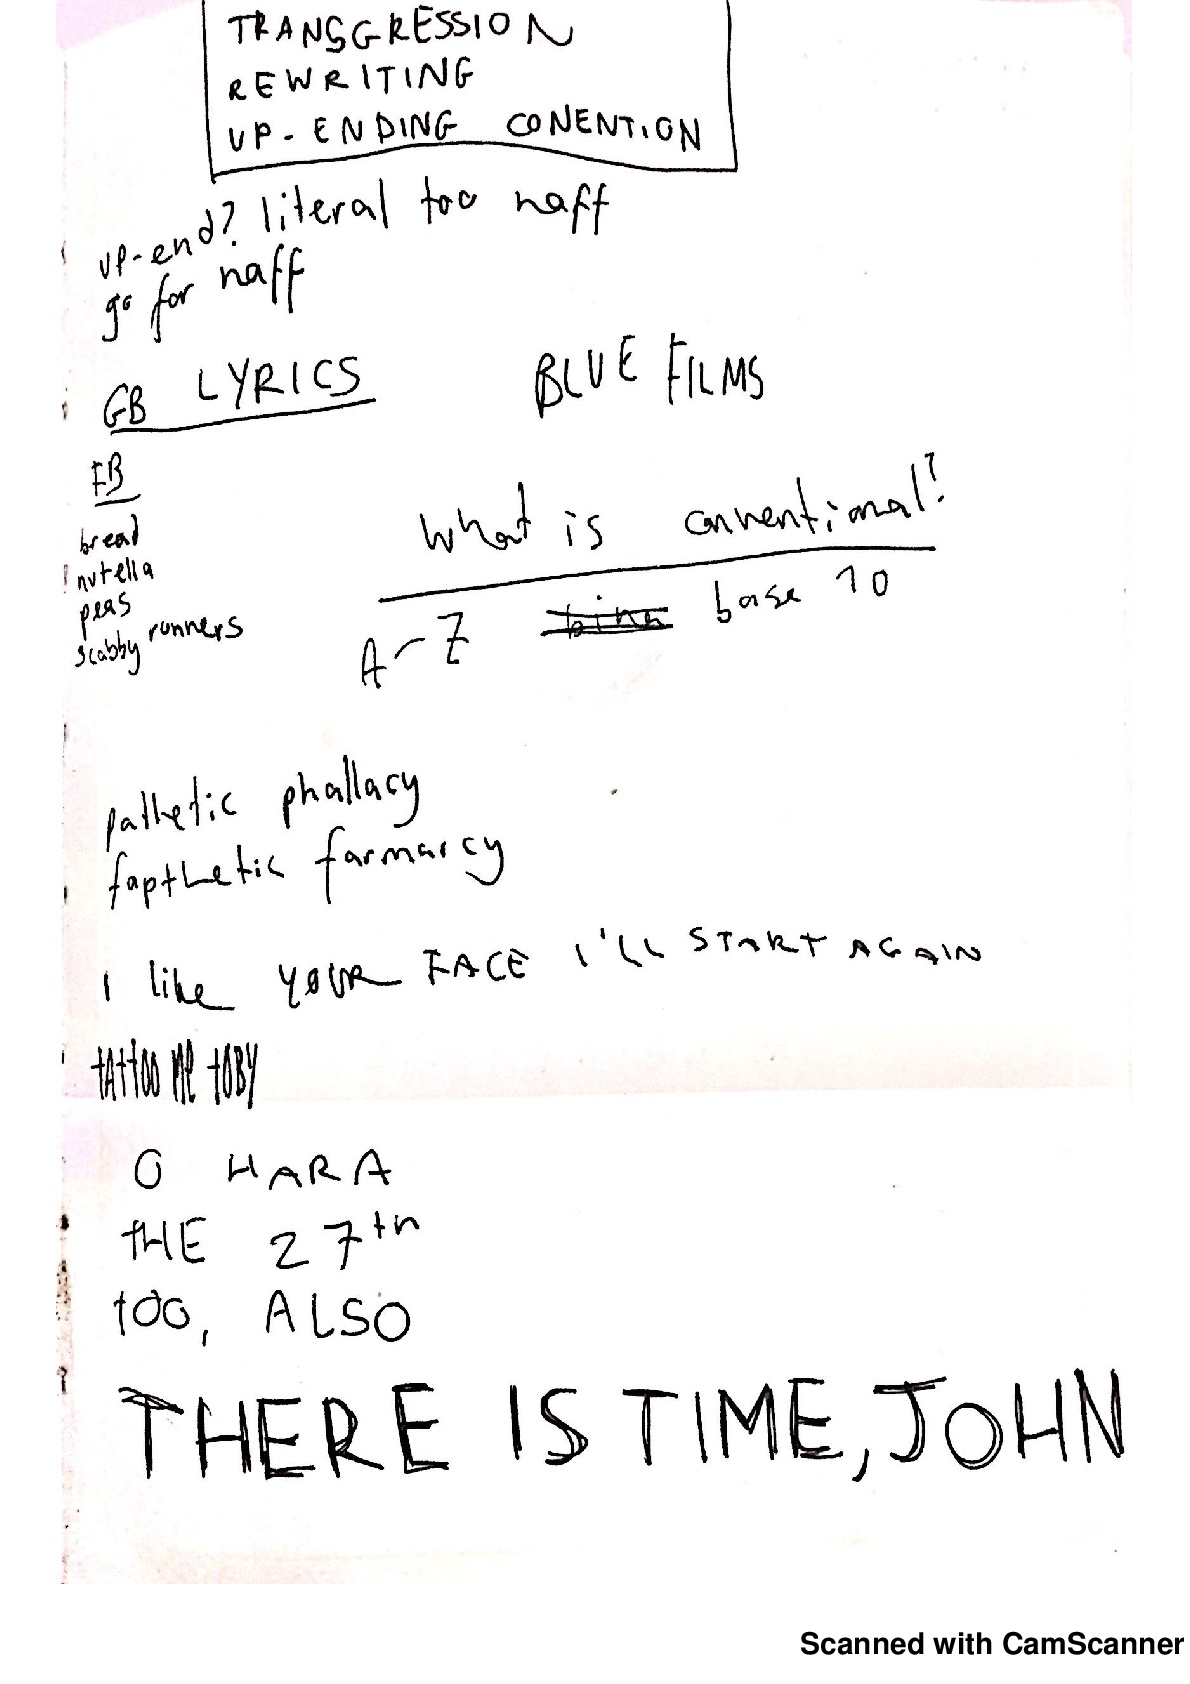 TRANSGRESSION
REWRITING
UP-ENDING CONENTION
up-end? literal too naff
go for naff
GB LYRICS
BLUE FILMS
FB
bread
nutella
peas
scabby runners
What is conventional?
A-Z base 10
pathetic phallacy
fapthetic farmarcy
I like YOUR FACE I'LL START AGAIN
tATTOO ME tOBY
O HARA
tHE 27th
tOO, ALSO
THERE IS TIME, JOHN
Scanned with CamScanner